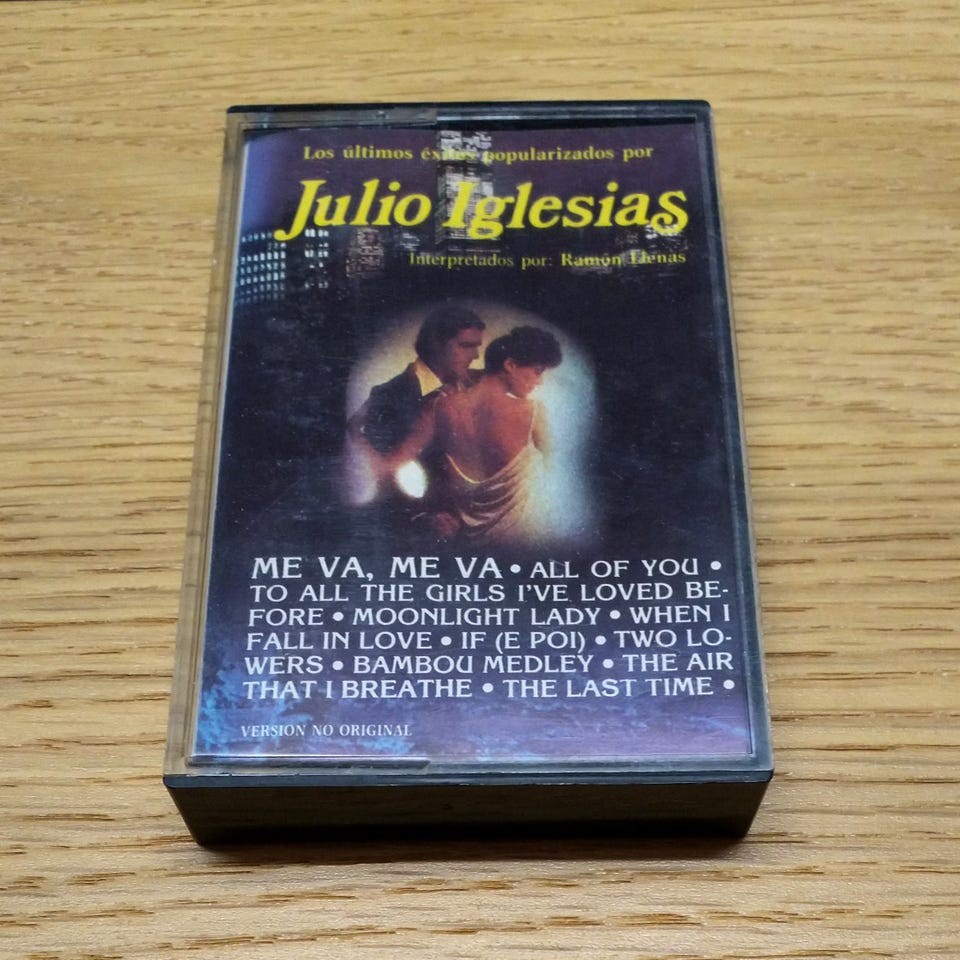 Los últimos éxitos popularizados por
Julio Iglesias
Interpretados por: Ramón Llenas
ME VA, ME VA • ALL OF YOU •
TO ALL THE GIRLS I'VE LOVED BE-
FORE • MOONLIGHT LADY • WHEN I
FALL IN LOVE • IF (E POI) • TWO LO-
WERS • BAMBOU MEDLEY • THE AIR
THAT I BREATHE • THE LAST TIME •
VERSION NO ORIGINAL